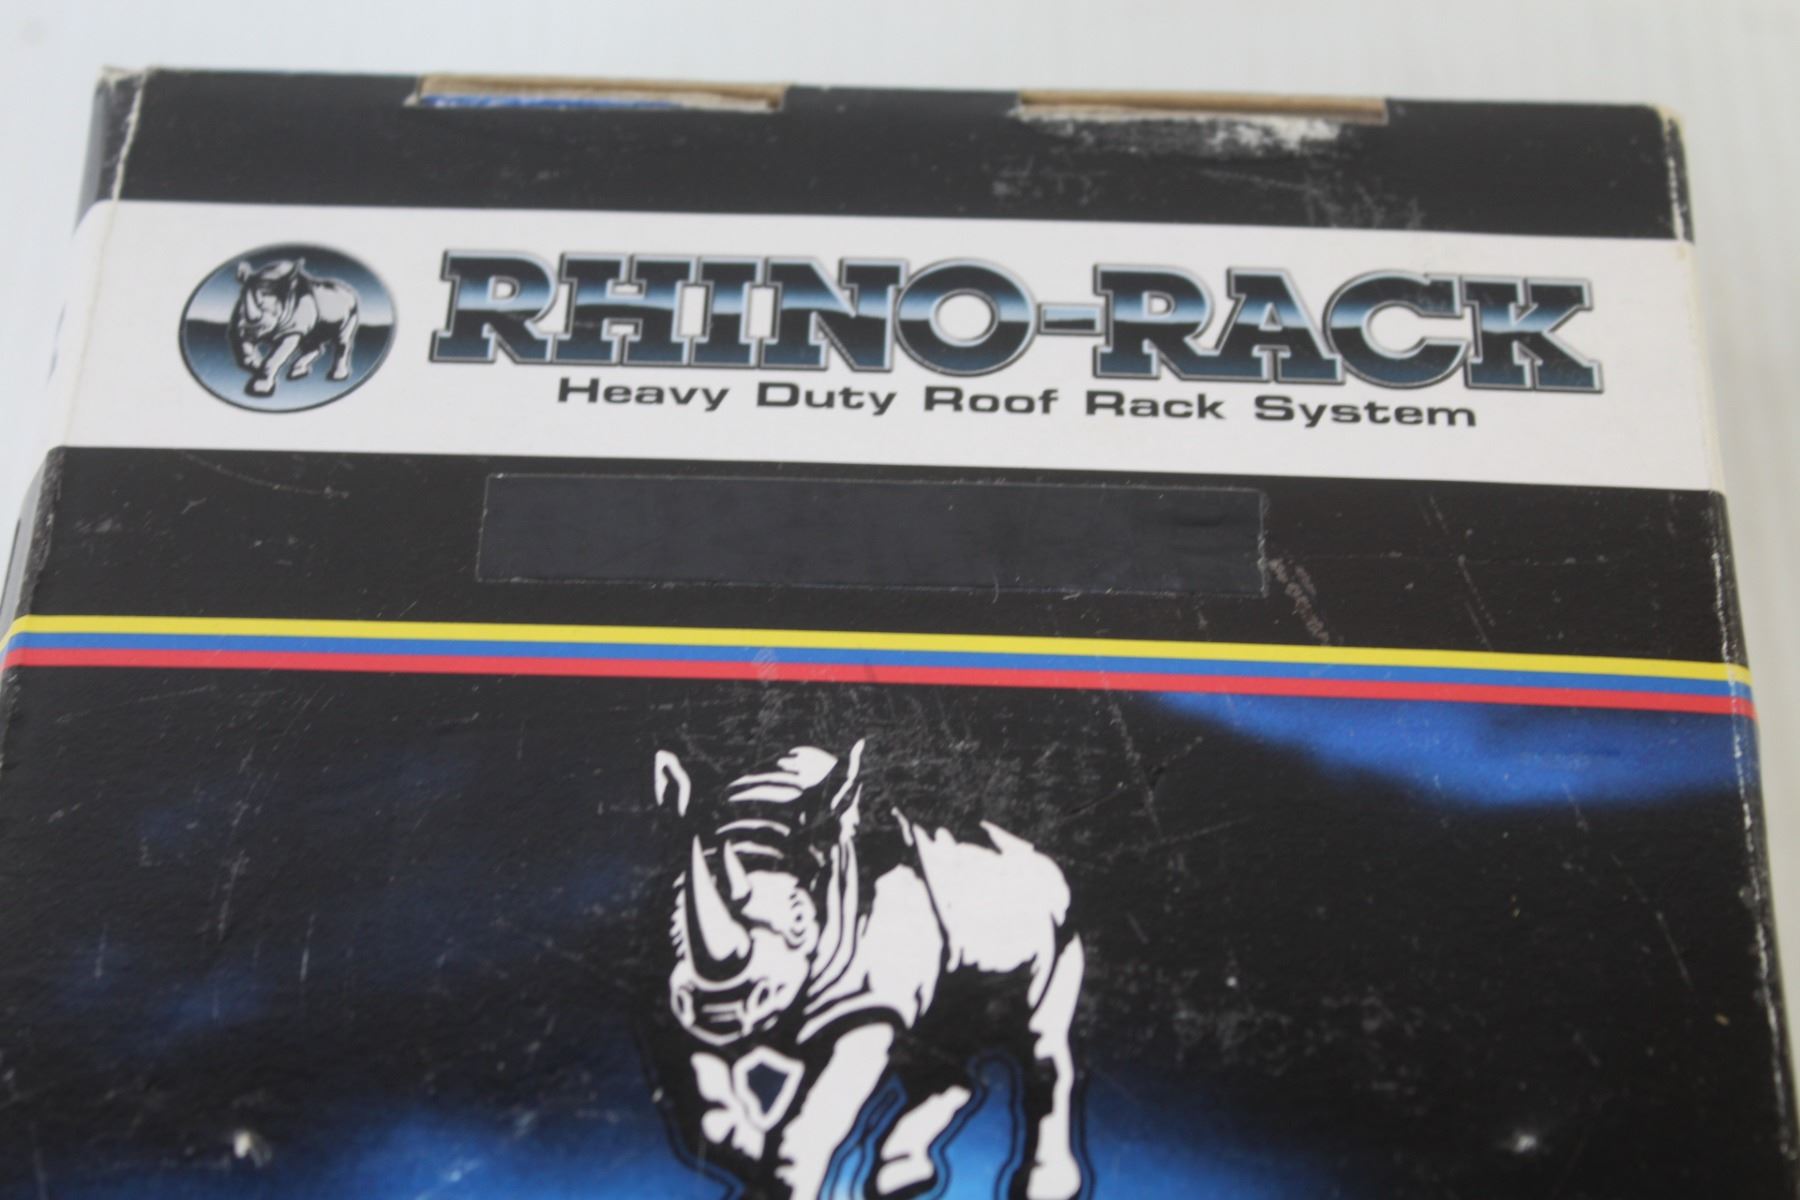 RHINO-RACK
Heavy Duty Roof Rack System